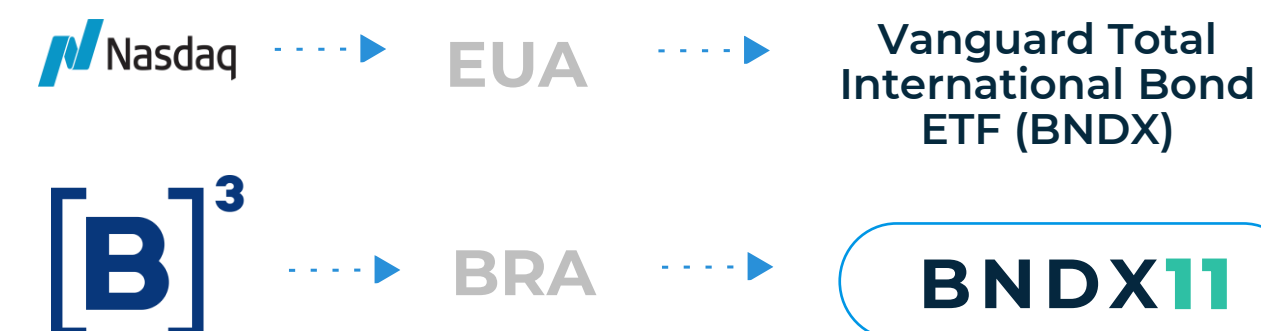 Nasdaq
EUA
Vanguard Total
International Bond
ETF (BNDX)
[B]³
BRA
BNDX11